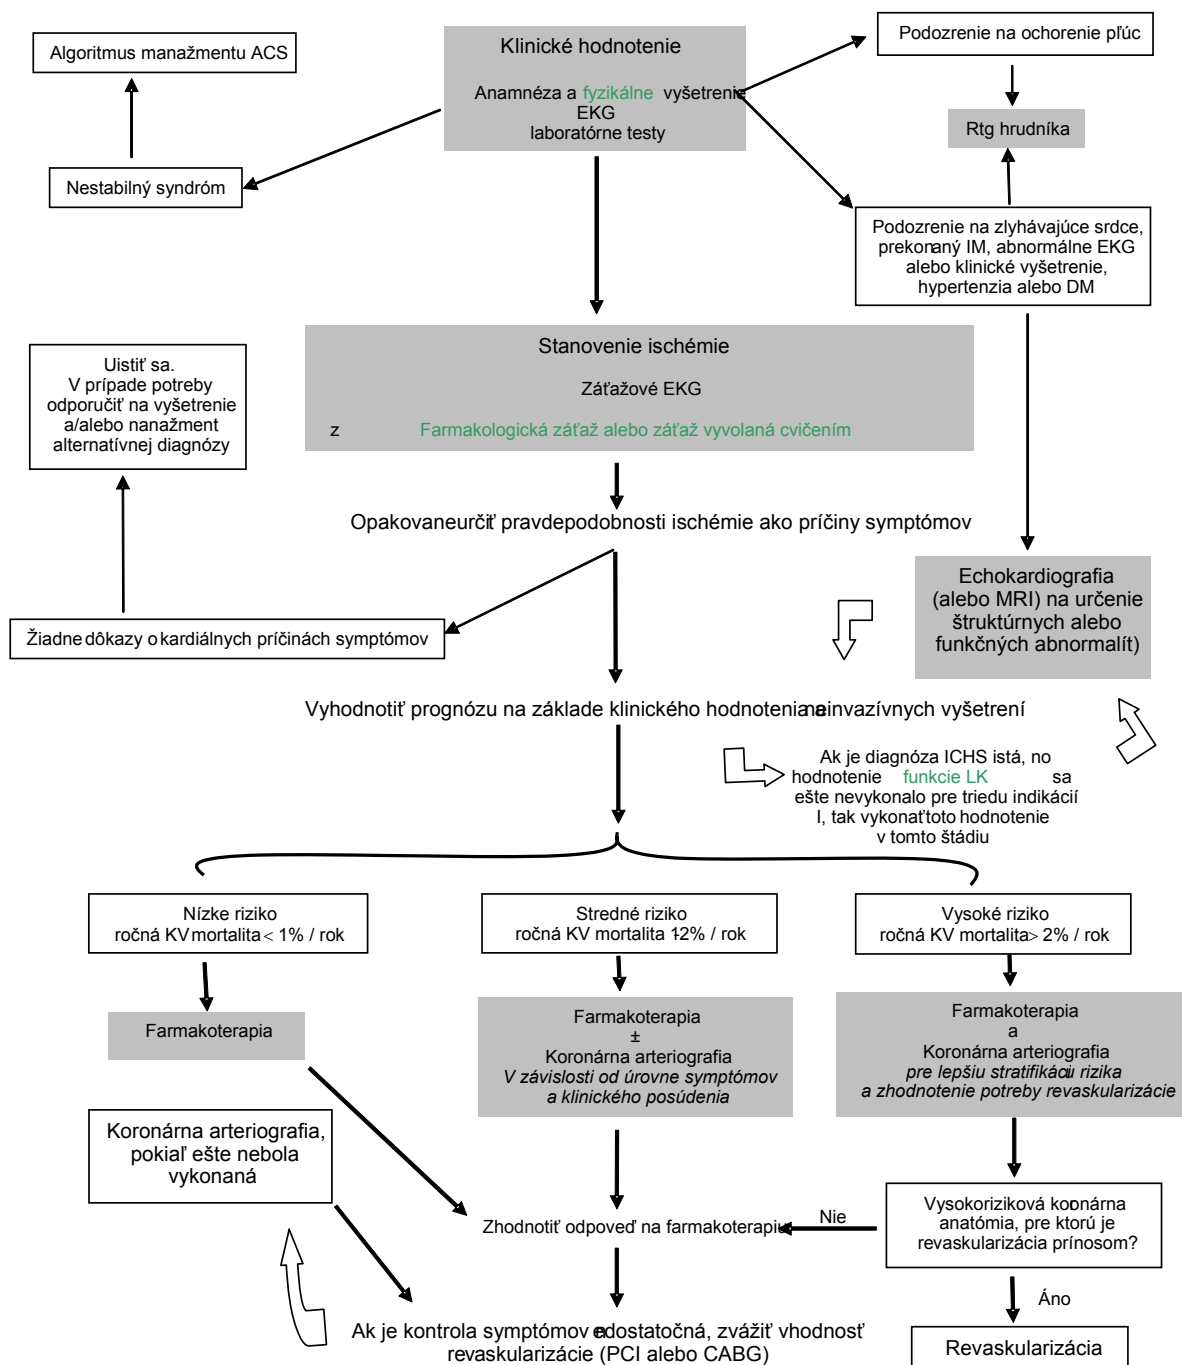 Algoritmus manažmentu ACS
Klinické hodnotenie
Anamnéza a fyzikálne vyšetrenie
EKG
laboratórne testy
Podozrenie na ochorenie pľúc
Rtg hrudníka
Nestabilný syndróm
Podozrenie na zlyhávajúce srdce,
prekonaný IM, abnormálne EKG
alebo klinické vyšetrenie,
hypertenzia alebo DM
Stanovenie ischémie
Záťažové EKG
z Farmakologická záťaž alebo záťaž vyvolaná cvičením
Uistiť sa.
V prípade potreby
odporučiť na vyšetrenie
a/alebo nanažment
alternatívnej diagnózy
Opakovaneurčiť pravdepodobnosti ischémie ako príčiny symptómov
Echokardiografia
(alebo MRI) na určenie
štruktúrnych alebo
funkčných abnormalít)
Žiadne dôkazy o kardiálnych príčinách symptómov
Vyhodnotiť prognózu na základe klinického hodnotenia a neinvazívnych vyšetrení
Ak je diagnóza ICHS istá, no
hodnotenie funkcie LK sa
ešte nevykonalo pre triedu indikácií
I, tak vykonať toto hodnotenie
v tomto štádiu
Nízke riziko
ročná KV mortalita < 1% / rok
Stredné riziko
ročná KV mortalita 1-2% / rok
Vysoké riziko
ročná KV mortalita > 2% / rok
Farmakoterapia
Farmakoterapia
±
Koronárna arteriografia
V závislosti od úrovne symptómov
a klinického posúdenia
Farmakoterapia
a
Koronárna arteriografia
pre lepšiu stratifikáciu rizika
a zhodnotenie potreby revaskularizácie
Koronárna arteriografia,
pokiaľ ešte nebola
vykonaná
Zhodnotiť odpoveď na farmakoterapiu
Nie
Vysokoriziková koronárna
anatómia, pre ktorú je
revaskularizácia prínosom?
Áno
Ak je kontrola symptómov nedostatočná, zvážiť vhodnosť
revaskularizácie (PCI alebo CABG)
Revaskularizácia